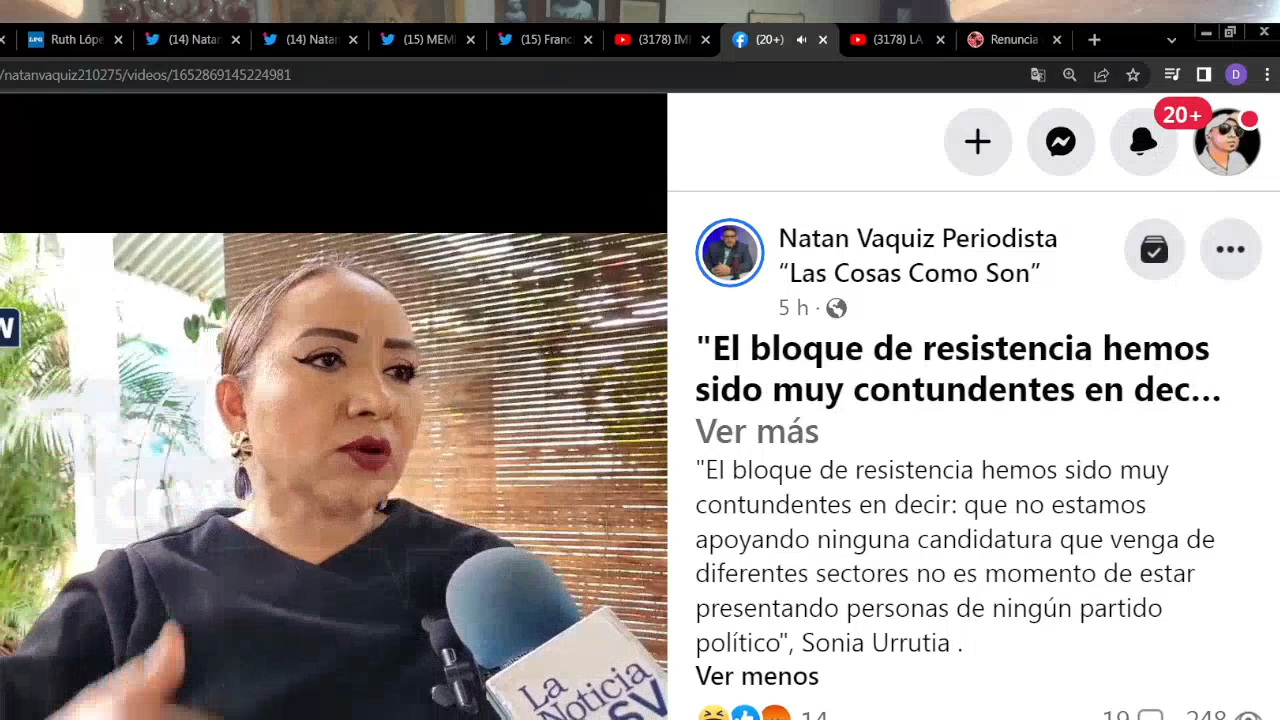 Ruth Lópe
(14) Natan
(14) Natan
(15) MEM
(15) Franc
(3178) IM
(20+)
(3178) LA
Renuncia
/natanvaquiz210275/videos/1652869145224981
D
20+
Natan Vaquiz Periodista
“Las Cosas Como Son”
5 h ·
"El bloque de resistencia hemos
sido muy contundentes en dec...
Ver más
"El bloque de resistencia hemos sido muy
contundentes en decir: que no estamos
apoyando ninguna candidatura que venga de
diferentes sectores no es momento de estar
presentando personas de ningún partido
político", Sonia Urrutia .
Ver menos
14
19
248
W
La
Noticia
SV